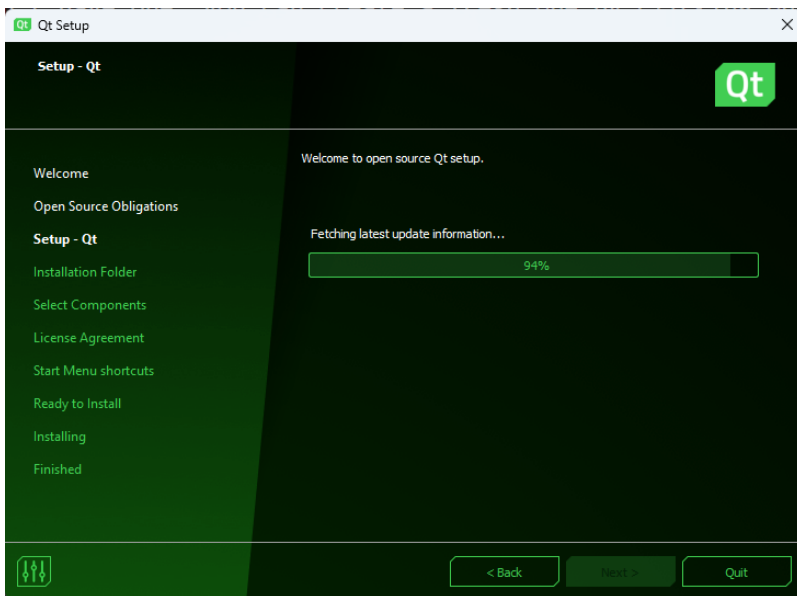 Qt Qt Setup
Setup - Qt
Qt
Welcome
Open Source Obligations
Setup - Qt
Installation Folder
Select Components
License Agreement
Start Menu shortcuts
Ready to Install
Installing
Finished
Welcome to open source Qt setup.
Fetching latest update information...
94%
< Back
Next >
Quit